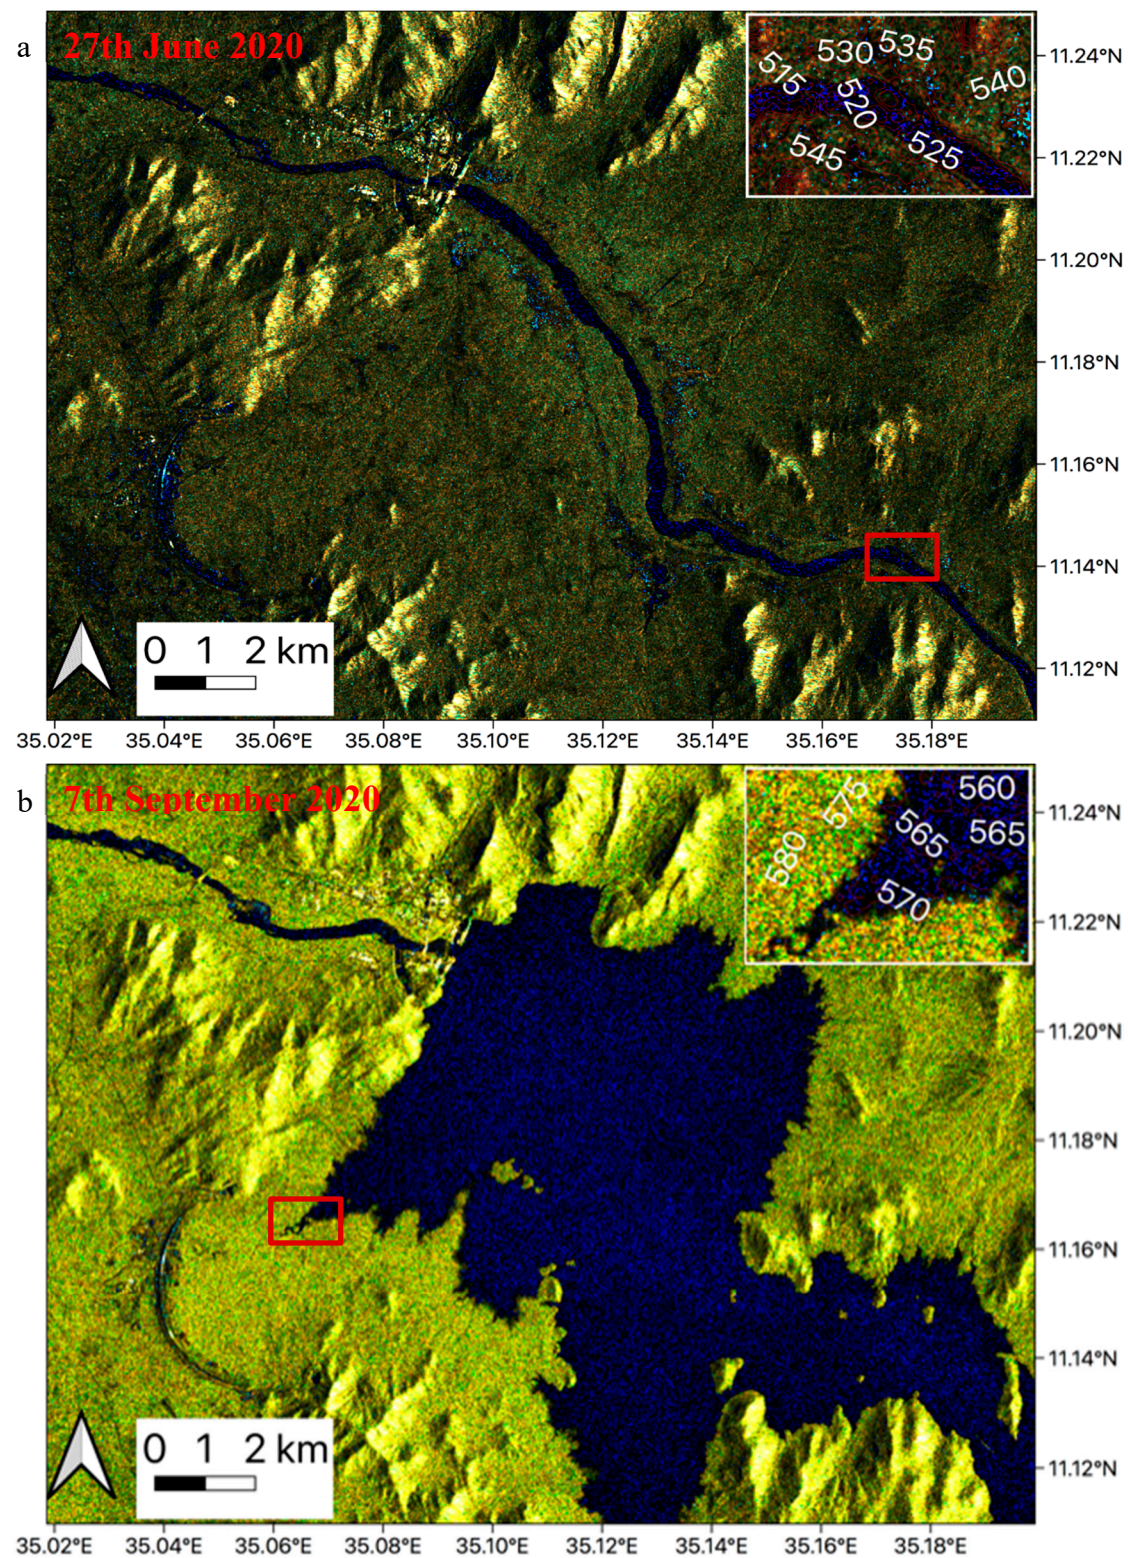 a
27th June 2020
530 535
515 520 540
545 525
11.24°N
11.22°N
11.20°N
11.18°N
11.16°N
11.14°N
11.12°N
0 1 2 km
35.02°E 35.04°E 35.06°E 35.08°E 35.10°E 35.12°E 35.14°E 35.16°E 35.18°E
b
7th September 2020
575 560
580 565 565
570
11.24°N
11.22°N
11.20°N
11.18°N
11.16°N
11.14°N
11.12°N
0 1 2 km
35.02°E 35.04°E 35.06°E 35.08°E 35.10°E 35.12°E 35.14°E 35.16°E 35.18°E